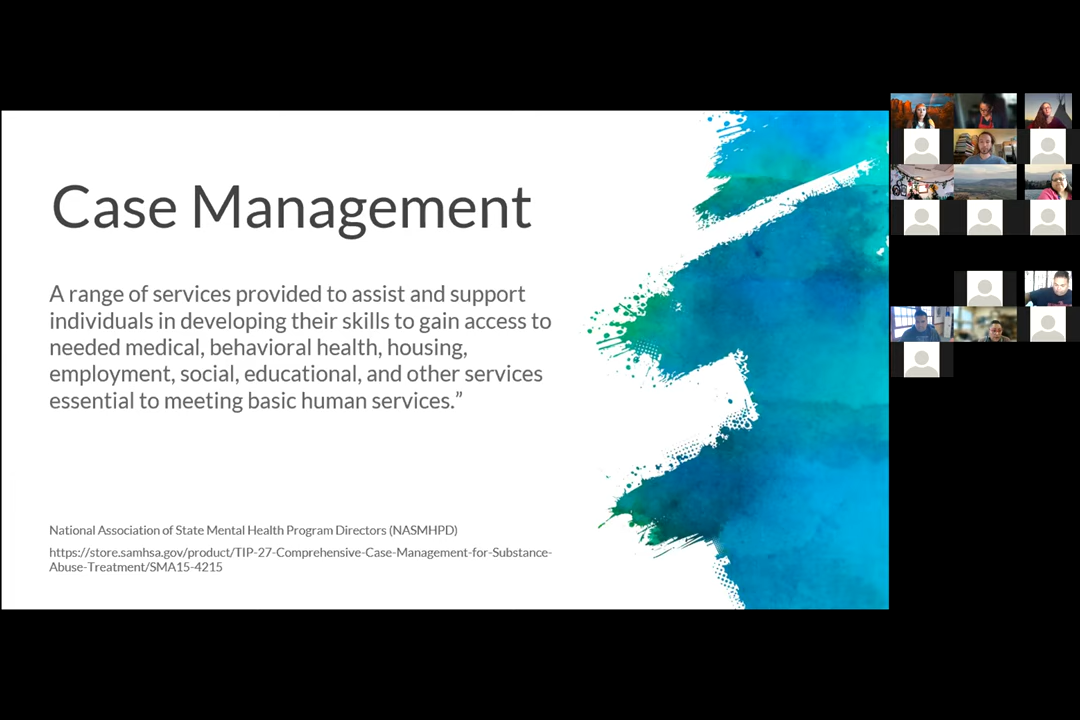 Case Management
A range of services provided to assist and support
individuals in developing their skills to gain access to
needed medical, behavioral health, housing,
employment, social, educational, and other services
essential to meeting basic human services.”
National Association of State Mental Health Program Directors (NASMHPD)
https://store.samhsa.gov/product/TIP-27-Comprehensive-Case-Management-for-Substance-
Abuse-Treatment/SMA15-4215